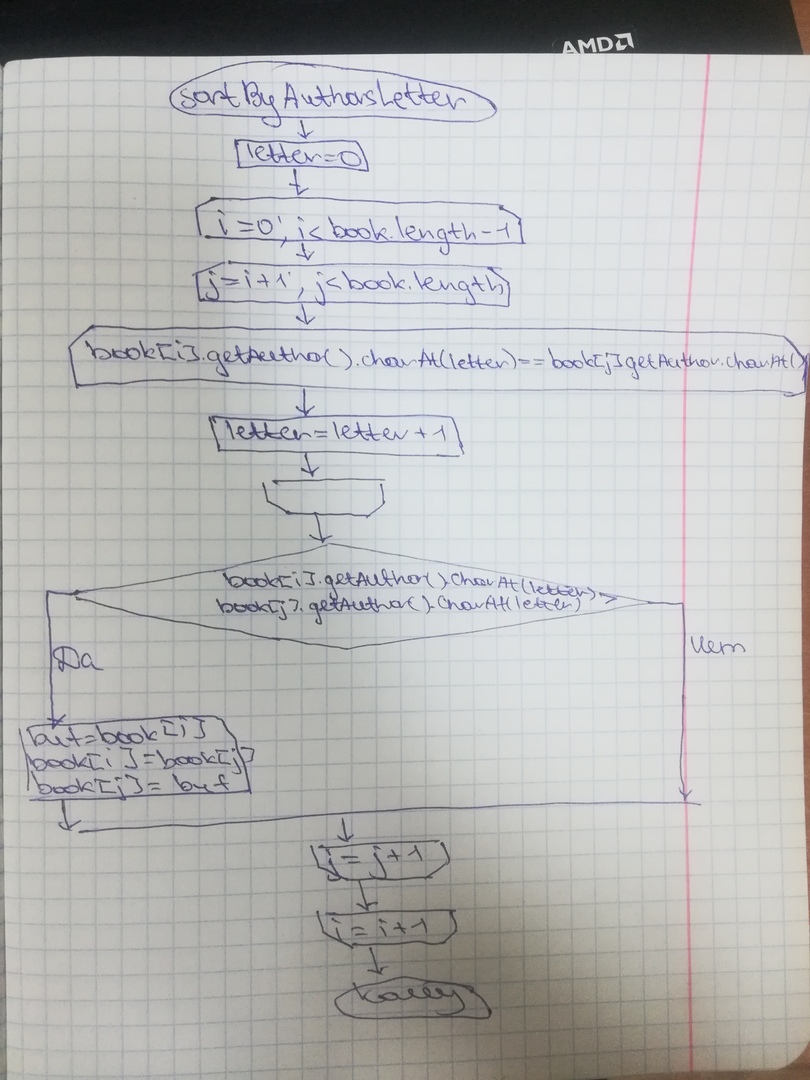 AMD
sortByAuthorsLetter
letter=0
i=0; i<book.length-1
j=i+1; j<book.length
book[i].getAuthor().charAt(letter)==book[j]getAuthor.charAt()
letter=letter+1
book[i].getAuthor().charAt(letter)>
book[j].getAuthor().charAt(letter)
Да
Нет
buf=book[i]
book[i]=book[j]
book[j]=buf
j=j+1
i=i+1
Конец